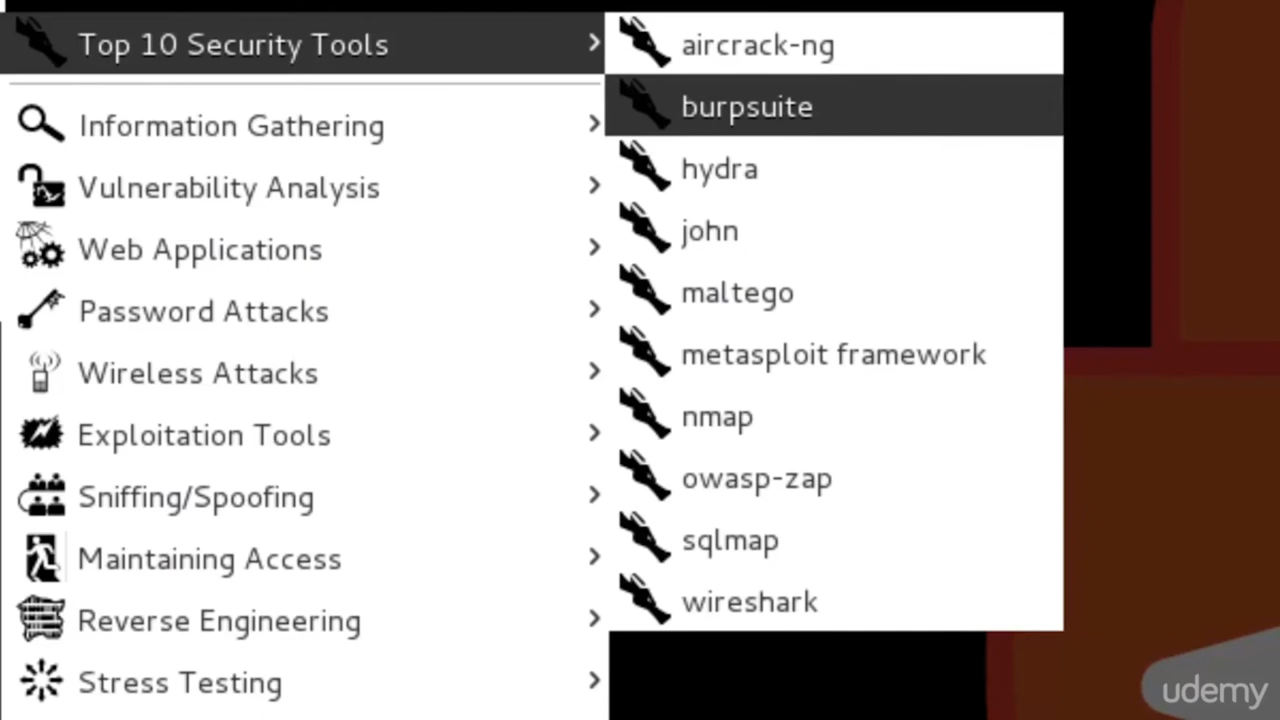 Top 10 Security Tools
Information Gathering
Vulnerability Analysis
Web Applications
Password Attacks
Wireless Attacks
Exploitation Tools
Sniffing/Spoofing
Maintaining Access
Reverse Engineering
Stress Testing
aircrack-ng
burpsuite
hydra
john
maltego
metasploit framework
nmap
owasp-zap
sqlmap
wireshark
udemy